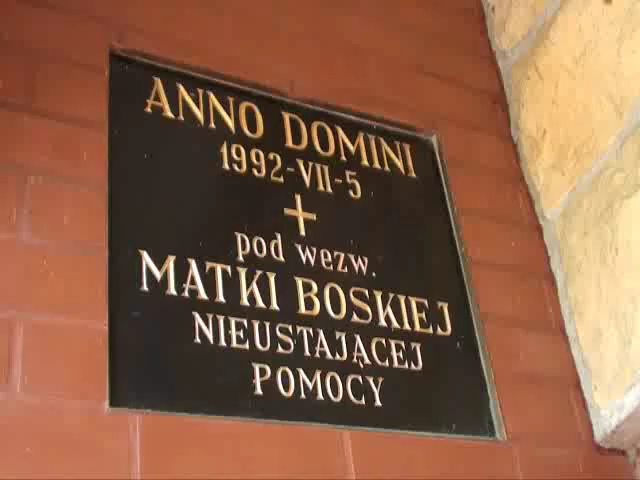 ANNO DOMINI
1992-VII-5
+
pod wezw.
MATKI BOSKIEJ
NIEUSTAJĄCEJ
POMOCY